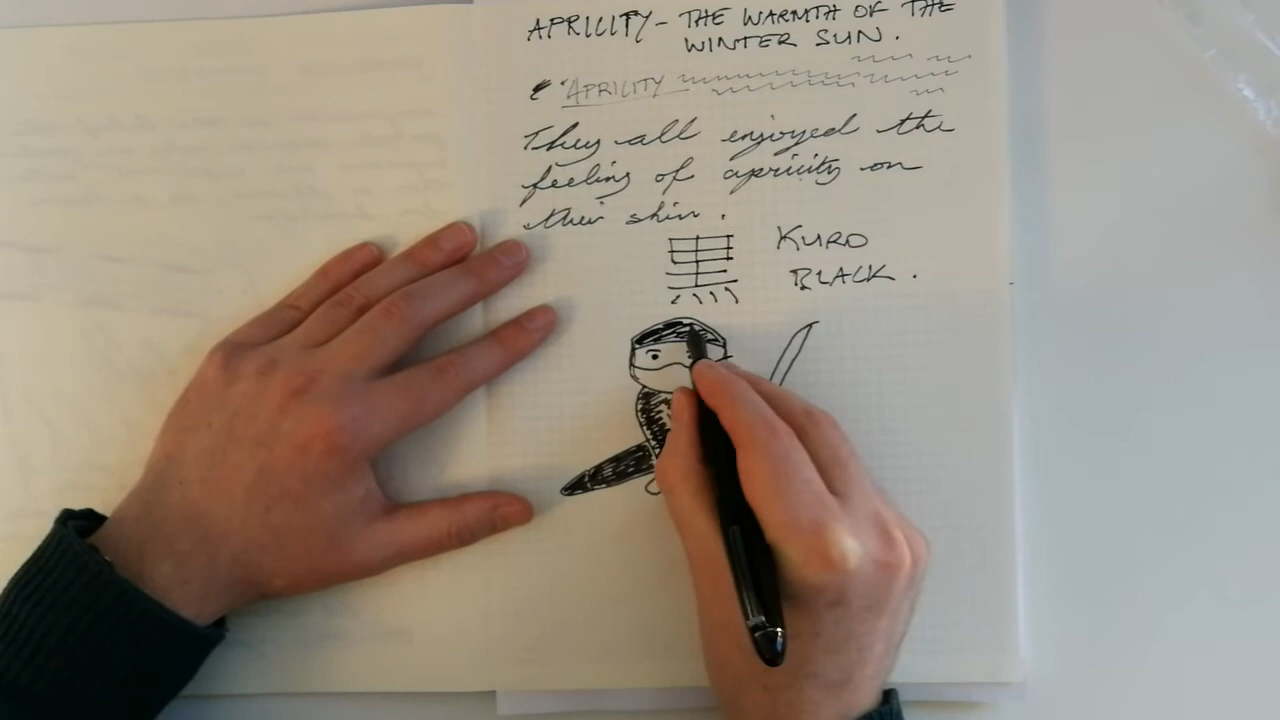 APRICITY – THE WARMTH OF THE
WINTER SUN.
"APRICITY
They all enjoyed the
feeling of apricity on
their skin.
黒 KURO
BLACK.